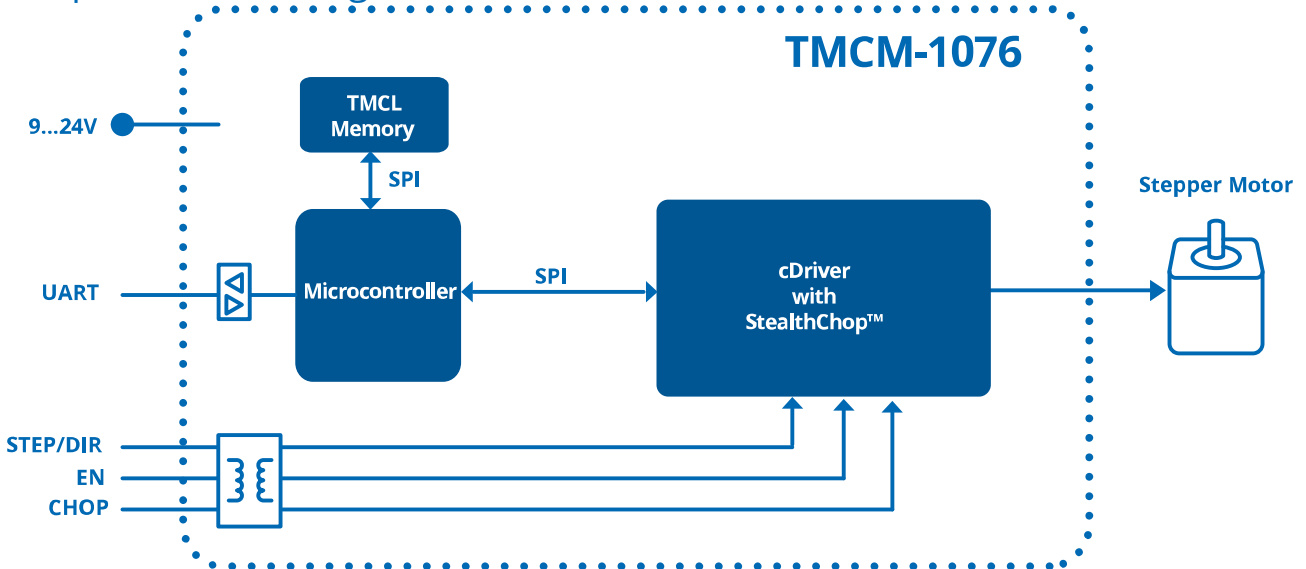 TMCM-1076
TMCL
Memory
9...24V
SPI
Stepper Motor
cDriver
with
StealthChop™
SPI
UART
Microcontroller
STEP/DIR
EN
CHOP